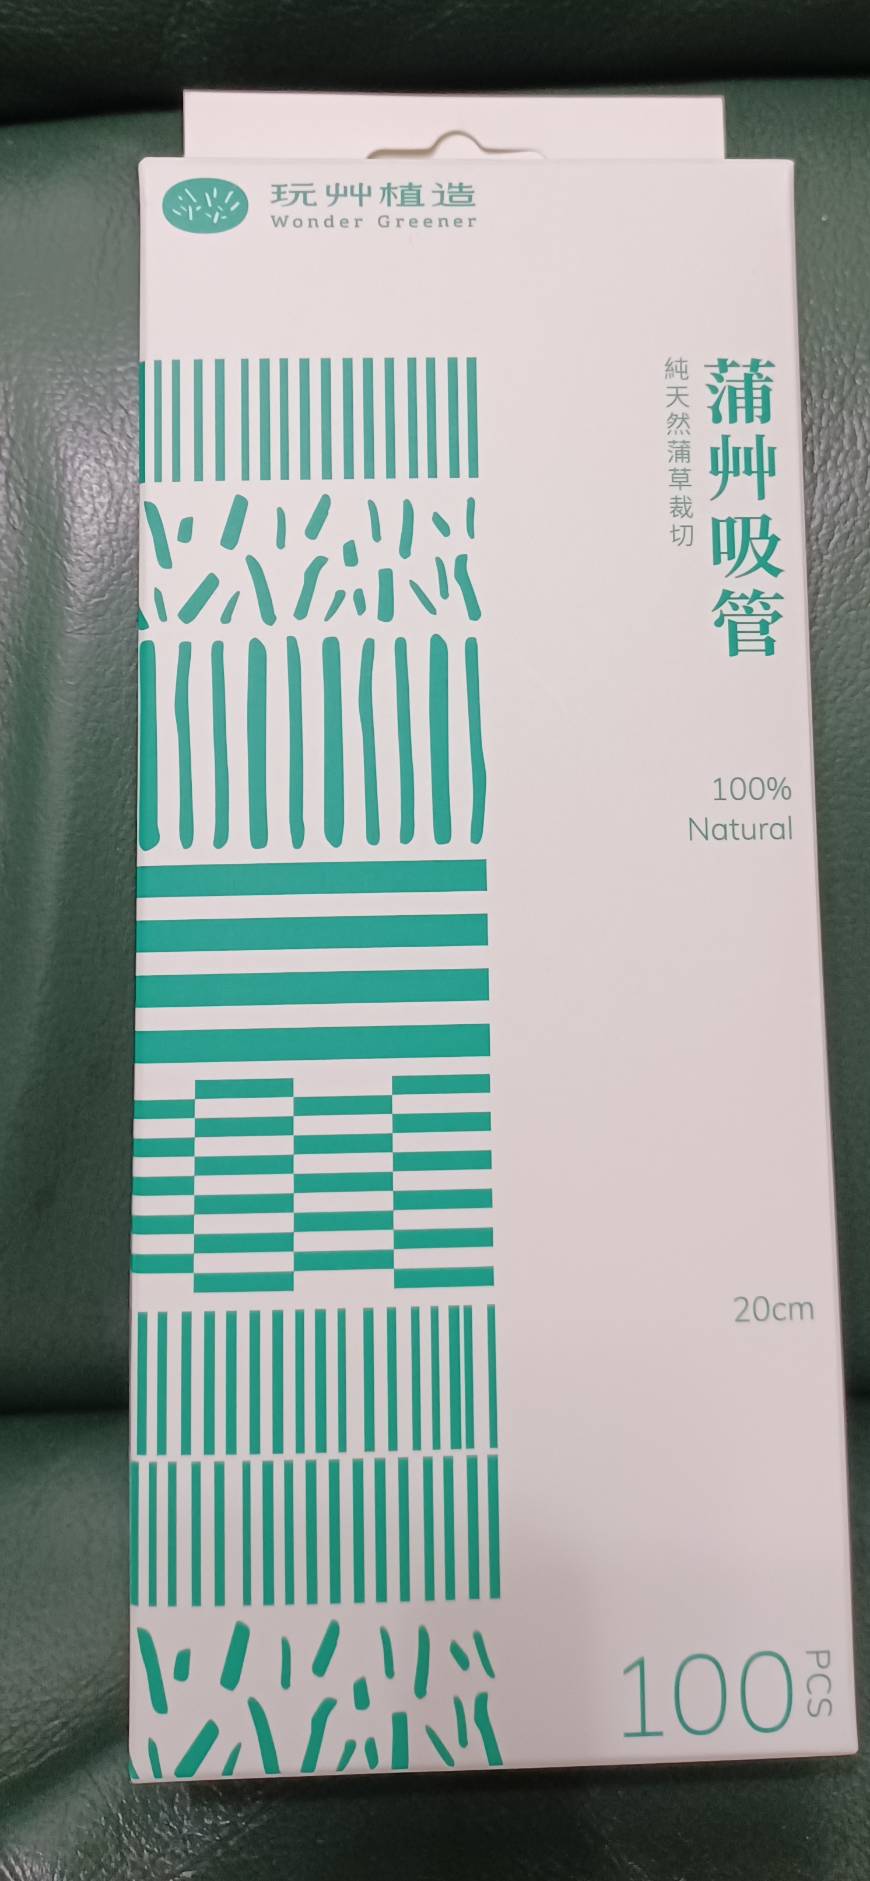 玩艸植造
Wonder Greener
蒲艸吸管
純天然蒲草裁切
100%
Natural
20cm
100
PCS